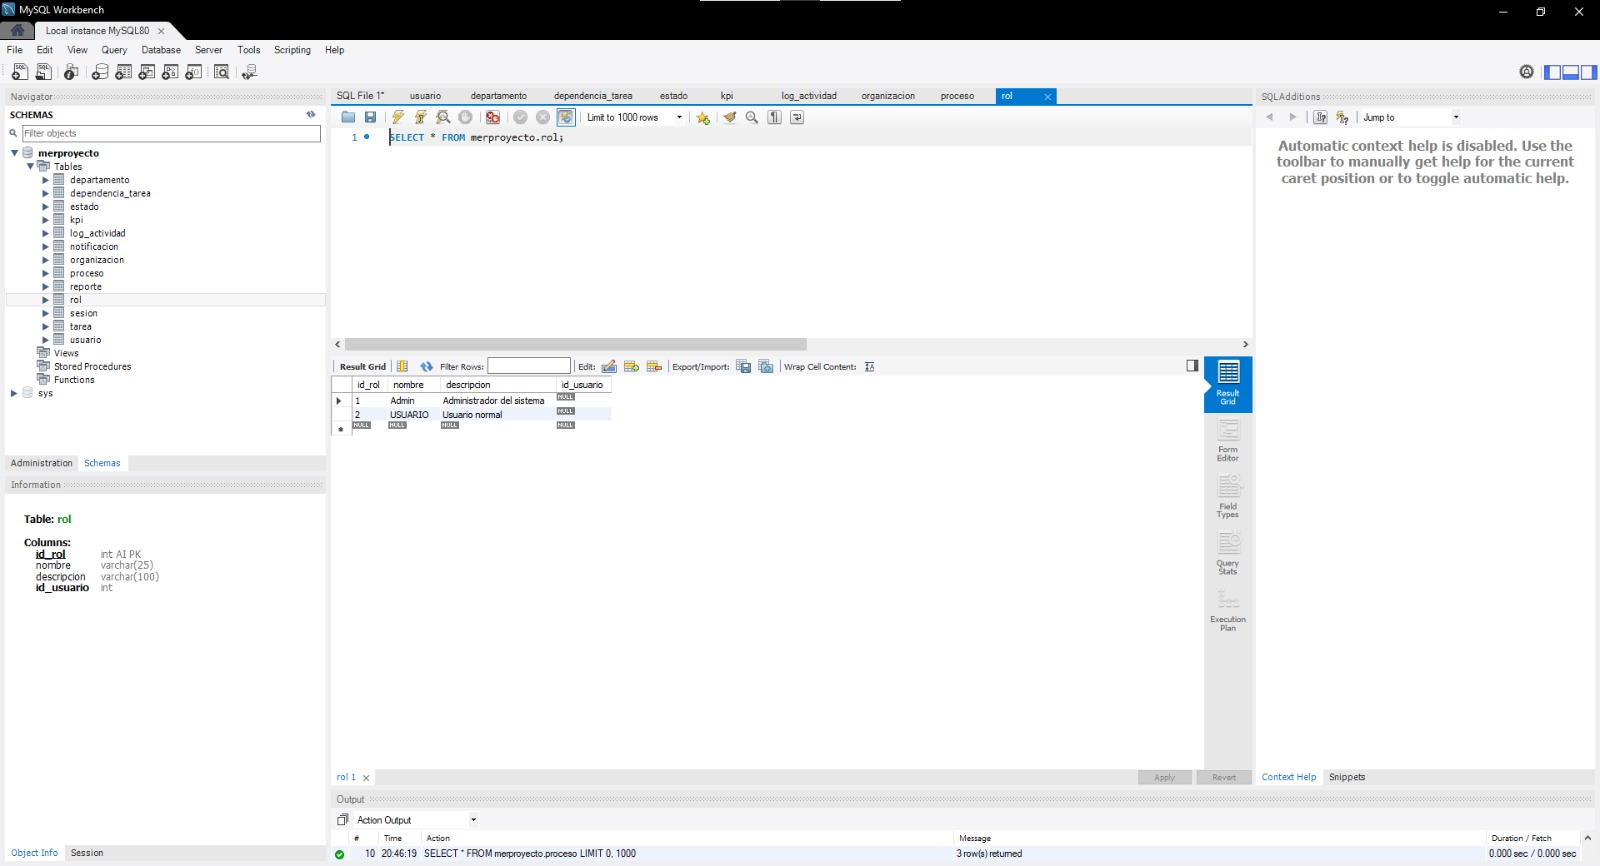 MySQL Workbench
Local instance MySQL80
File Edit View Query Database Server Tools Scripting Help
Navigator
SCHEMAS
Filter objects
merproyecto
Tables
departamento
dependencia_tarea
estado
kpi
log_actividad
notificacion
organizacion
proceso
reporte
rol
sesion
tarea
usuario
Views
Stored Procedures
Functions
sys
Administration Schemas
Information
Table: rol
Columns:
id_rol int AI PK
nombre varchar(25)
descripcion varchar(100)
id_usuario int
Object Info Session
SQL File 1* usuario departamento dependencia_tarea estado kpi log_actividad organizacion proceso rol
Limit to 1000 rows
1 SELECT * FROM merproyecto.rol;
Result Grid Filter Rows: Edit: Export/Import: Wrap Cell Content:
id_rol nombre descripcion id_usuario
1 Admin Administrador del sistema NULL
2 USUARIO Usuario normal NULL
NULL NULL NULL NULL
Result Grid
Form Editor
Field Types
Query Stats
Execution Plan
rol 1
Apply Revert
Output
Action Output
# Time Action Message Duration / Fetch
10 20:46:19 SELECT * FROM merproyecto.proceso LIMIT 0, 1000 3 row(s) returned 0.000 sec / 0.000 sec
SQLAdditions
Jump to
Automatic context help is disabled. Use the
toolbar to manually get help for the current
caret position or to toggle automatic help.
Context Help Snippets